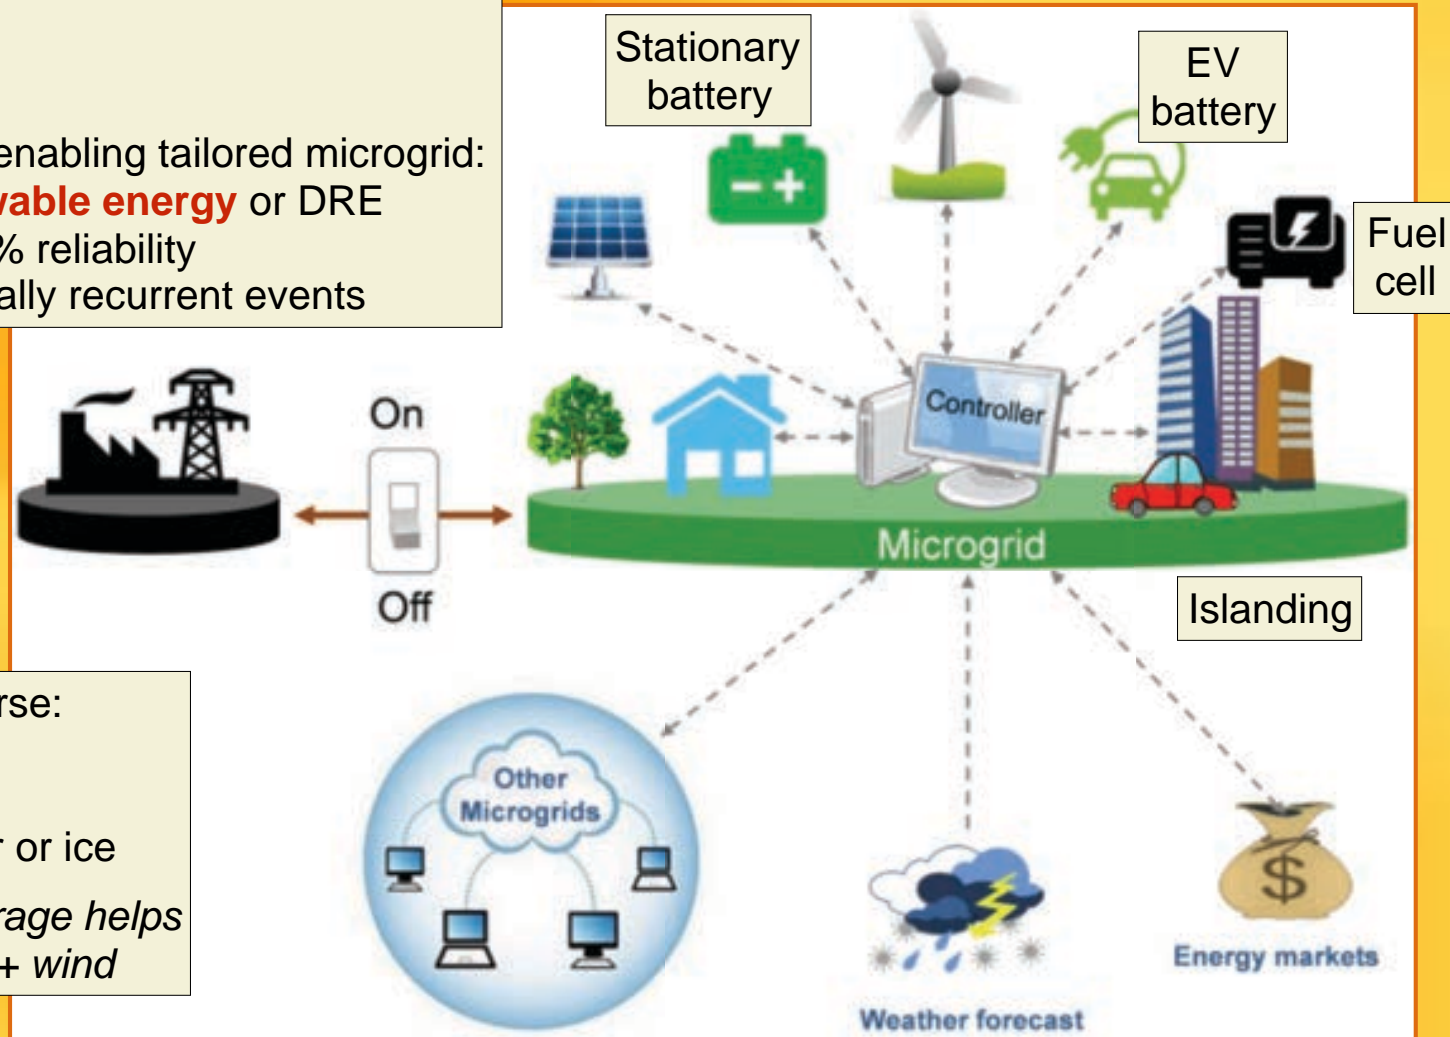 enabling tailored microgrid:
wable energy or DRE
% reliability
ally recurrent events
Stationary
battery
EV
battery
Fuel
cell
On
Off
Controller
Microgrid
Islanding
rse:
r or ice
rage helps
+ wind
Other
Microgrids
Weather forecast
$
Energy markets